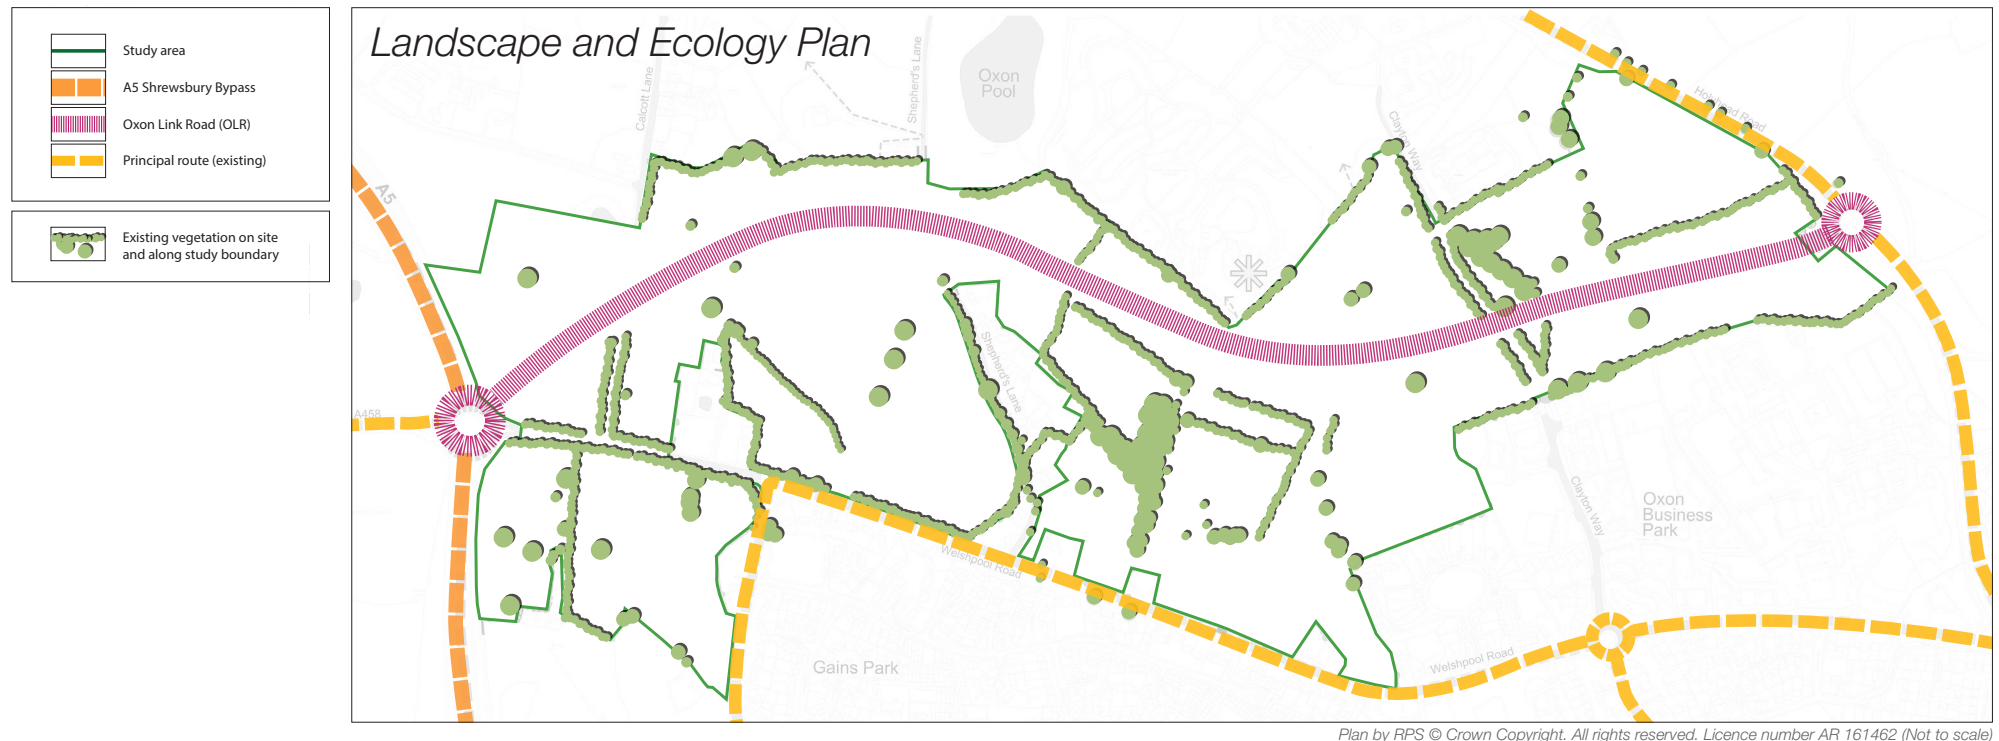 Study area
A5 Shrewsbury Bypass
Oxon Link Road (OLR)
Principal route (existing)
Existing vegetation on site
and along study boundary
Landscape and Ecology Plan
Calcott Lane
Shepherd's Lane
Oxon
Pool
Clayton Way
Holyhead Road
A5
Shepherd's Lane
A458
Clayton Way
Oxon
Business
Park
Welshpool Road
Gains Park
Welshpool Road
Plan by RPS © Crown Copyright. All rights reserved. Licence number AR 161462 (Not to scale)